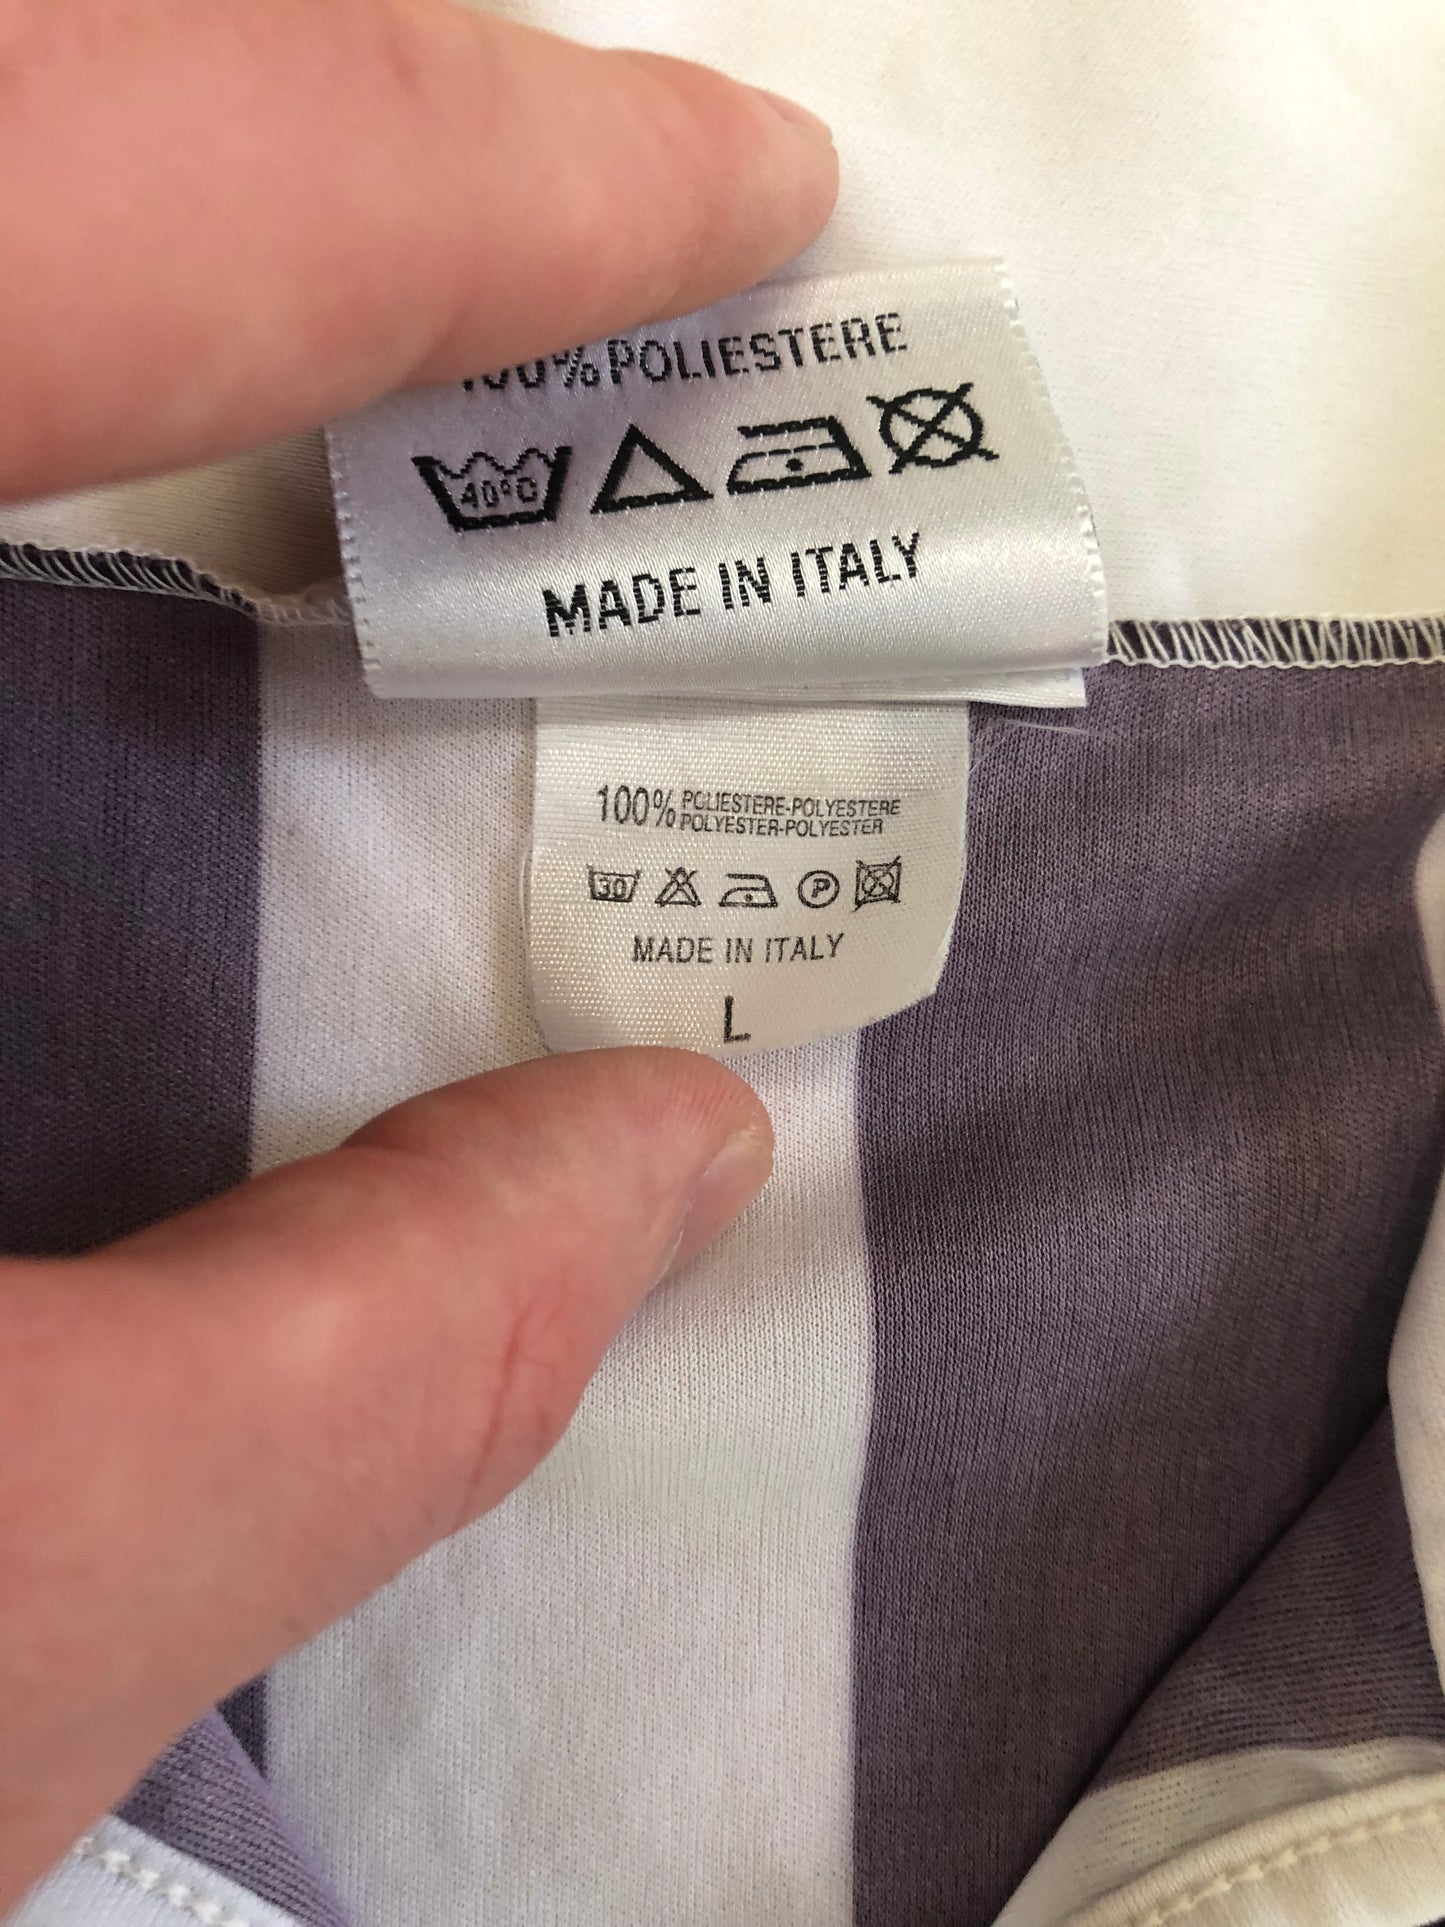 100% POLIESTERE
40°C
MADE IN ITALY
100% POLIESTERE-POLYESTERE
POLYESTER-POLYESTER
30 P
MADE IN ITALY
L